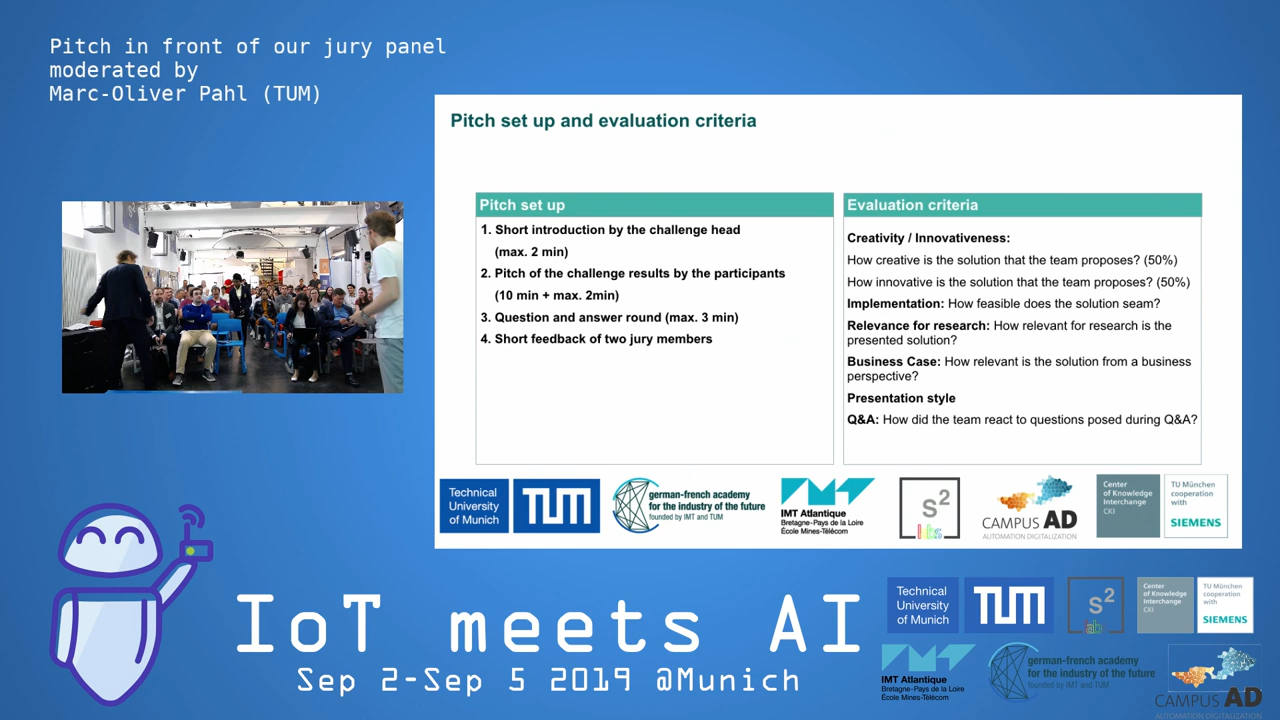 Pitch in front of our jury panel
moderated by
Marc-Oliver Pahl (TUM)
Pitch set up and evaluation criteria
Pitch set up
1. Short introduction by the challenge head
(max. 2 min)
2. Pitch of the challenge results by the participants
(10 min + max. 2min)
3. Question and answer round (max. 3 min)
4. Short feedback of two jury members
Evaluation criteria
Creativity / Innovativeness:
How creative is the solution that the team proposes? (50%)
How innovative is the solution that the team proposes? (50%)
Implementation: How feasible does the solution seam?
Relevance for research: How relevant for research is the
presented solution?
Business Case: How relevant is the solution from a business
perspective?
Presentation style
Q&A: How did the team react to questions posed during Q&A?
Technical
University
of Munich
TUM
german-french academy
for the industry of the future
founded by IMT and TUM
IMT Atlantique
Bretagne-Pays de la Loire
École Mines-Télécom
s2
CAMPUS AD
AUTOMATION DIGITALIZATION
Center
of Knowledge
Interchange
CKI
TU München
cooperation
with
SIEMENS
IoT meets AI
Sep 2-Sep 5 2019 @Munich
Technical
University
of Munich
TUM
s2
lab
Center
of Knowledge
Interchange
CKI
TU München
cooperation
with
SIEMENS
IMT Atlantique
Bretagne-Pays de la Loire
École Mines-Télécom
german-french academy
for the industry of the future
founded by IMT and TUM
CAMPUS AD
AUTOMATION DIGITALIZATION